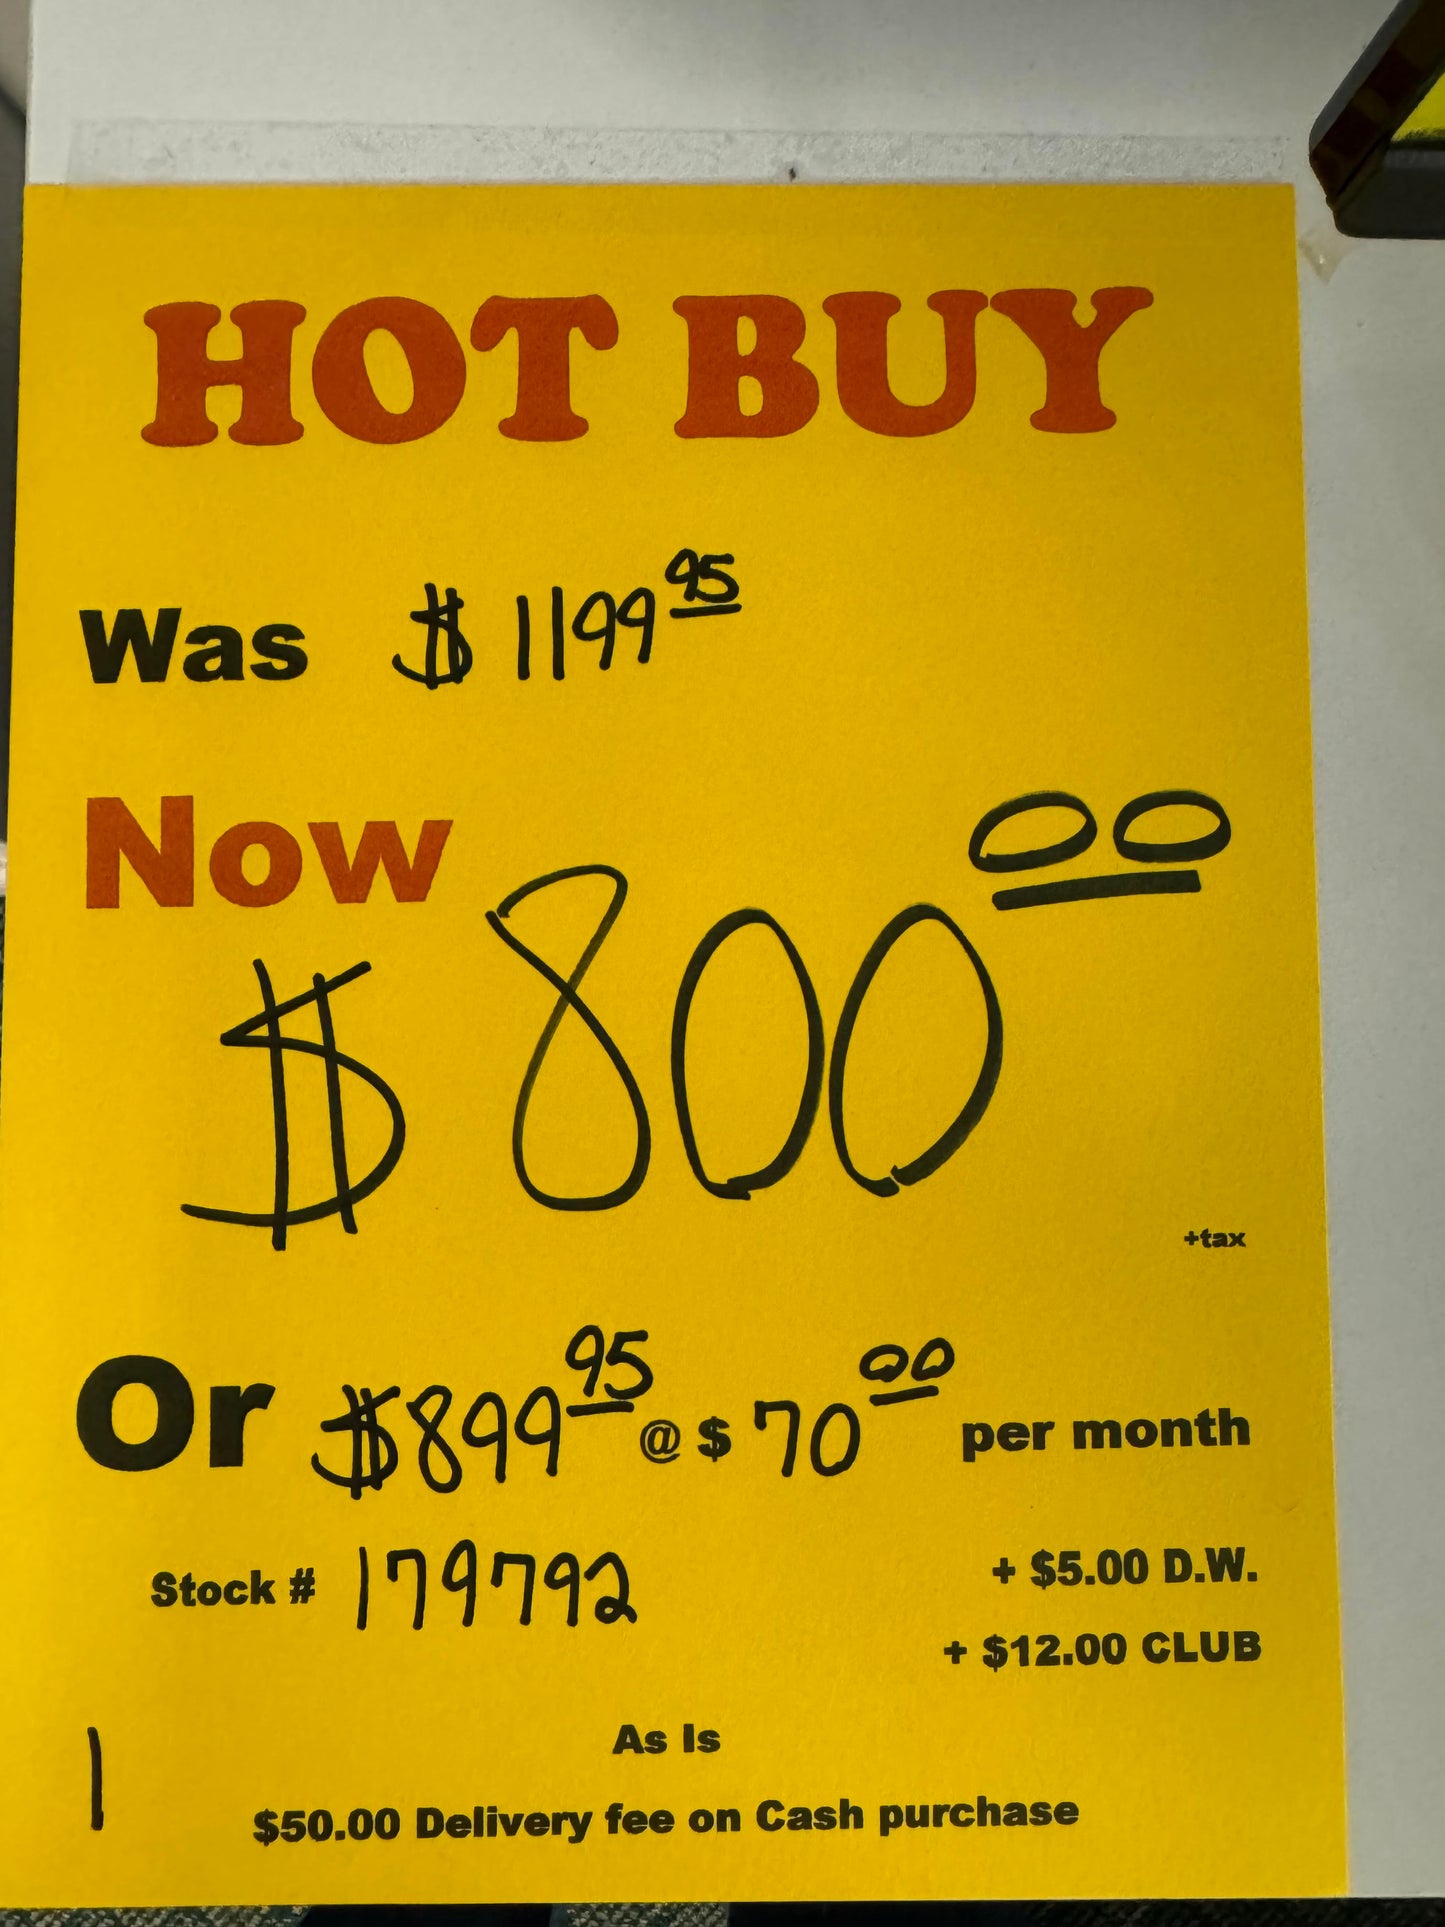 HOT BUY
Was $1199 95
Now
$800 00
+tax
Or $899 95 @ $ 70 00 per month
Stock # 179792
+ $5.00 D.W.
+ $12.00 CLUB
As Is
1
$50.00 Delivery fee on Cash purchase